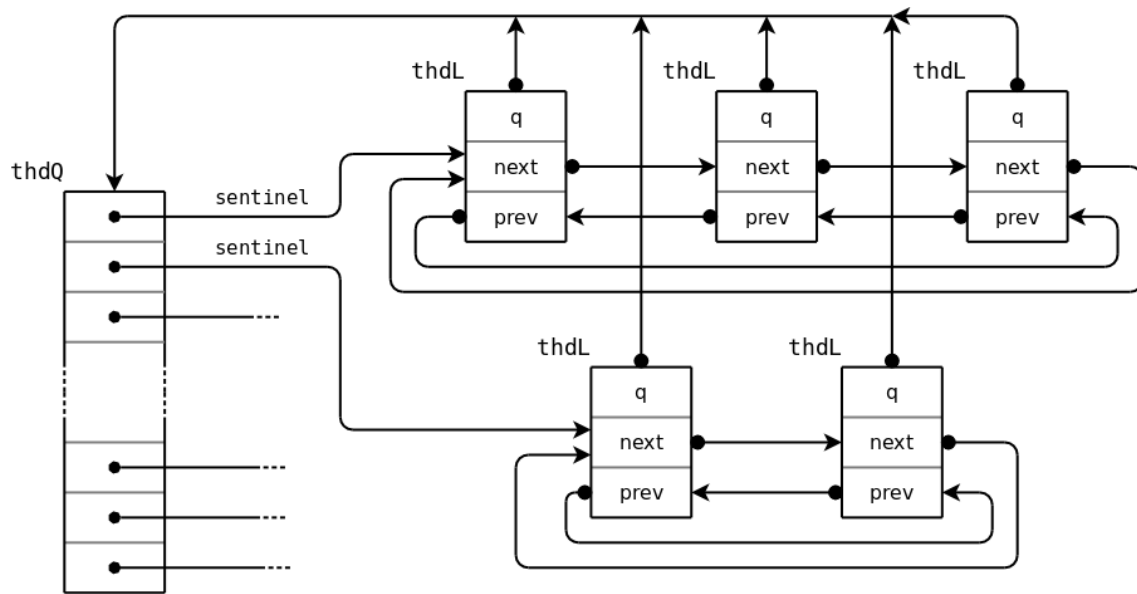 thdL thdL thdL
q q q
next next next
thdQ
sentinel
prev prev prev
sentinel
thdL thdL
q q
next next
prev prev